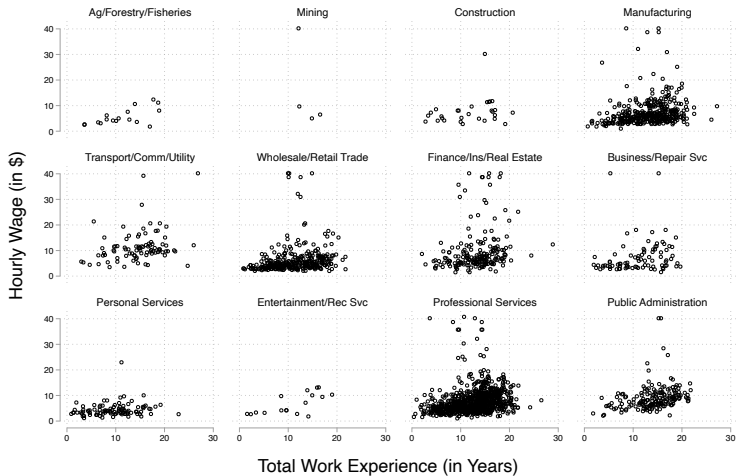 Ag/Forestry/Fisheries Mining Construction Manufacturing
40
30
20
10
0
Transport/Comm/Utility Wholesale/Retail Trade Finance/Ins/Real Estate Business/Repair Svc
40
30
20
10
0
Personal Services Entertainment/Rec Svc Professional Services Public Administration
40
30
20
10
0
0 10 20 30 0 10 20 30 0 10 20 30 0 10 20 30
Hourly Wage (in $)
Total Work Experience (in Years)